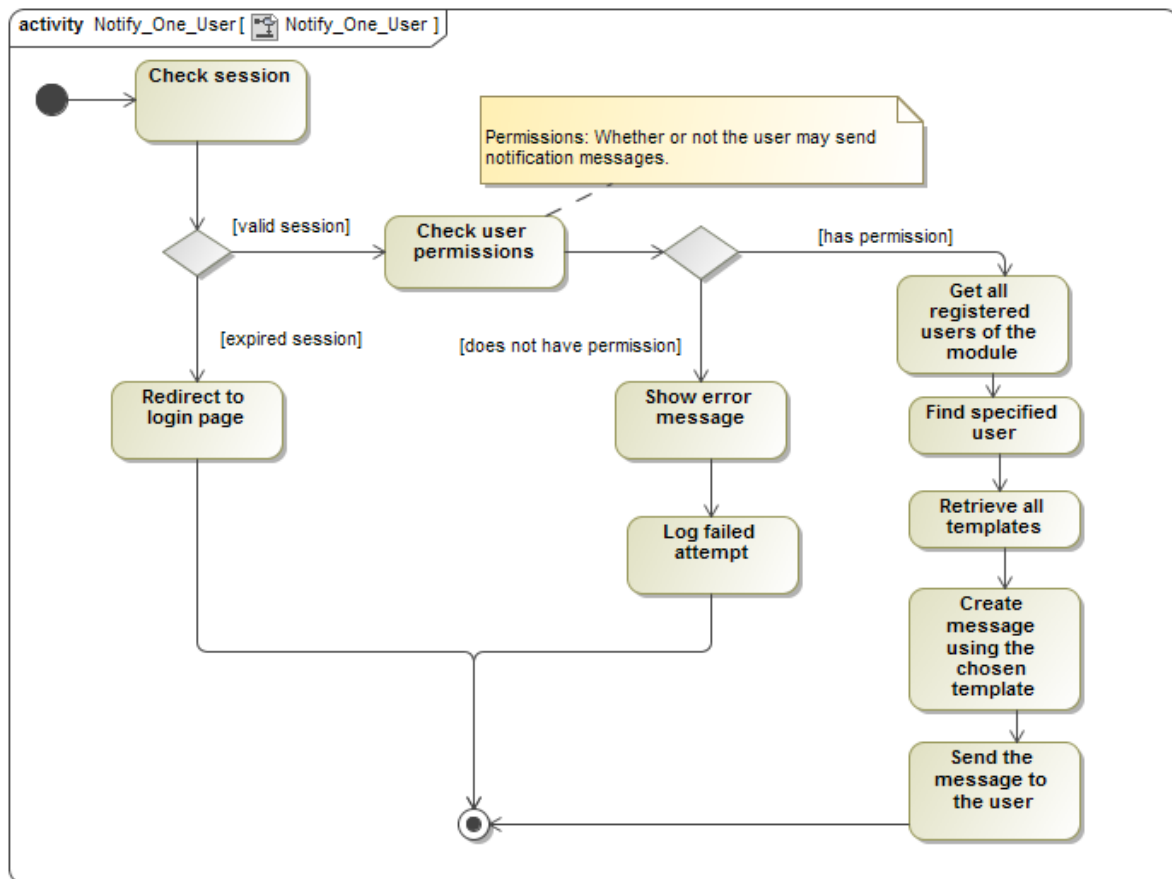 activity Notify_One_User [ Notify_One_User ]
Check session
Permissions: Whether or not the user may send
notification messages.
[valid session]
Check user
permissions
[has permission]
Get all
registered
users of the
module
[expired session]
[does not have permission]
Redirect to
login page
Show error
message
Find specified
user
Retrieve all
templates
Log failed
attempt
Create
message
using the
chosen
template
Send the
message to
the user